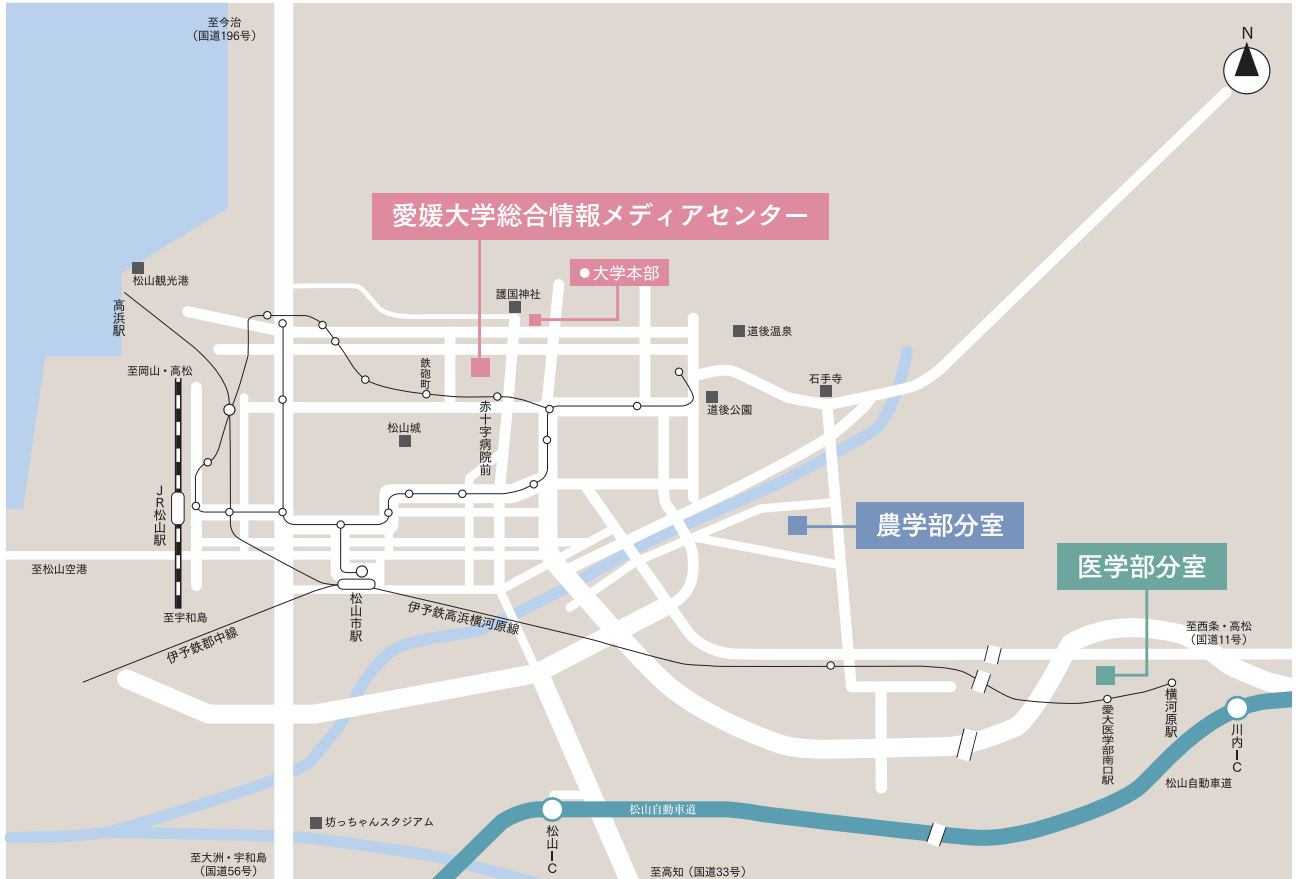 至今治
(国道196号)
N
愛媛大学総合情報メディアセンター
●大学本部
松山観光港
高浜駅
護国神社
道後温泉
至岡山・高松
鉄砲町
石手寺
道後公園
赤十字病院前
松山城
JR松山駅
農学部分室
医学部分室
至松山空港
松山市駅
至宇和島
伊予鉄高浜横河原線
伊予鉄郡中線
至西条・高松
(国道11号)
横河原駅
愛大医学部南口駅
川内IC
松山自動車道
松山自動車道
坊っちゃんスタジアム
松山IC
至大洲・宇和島
(国道56号)
至高知(国道33号)